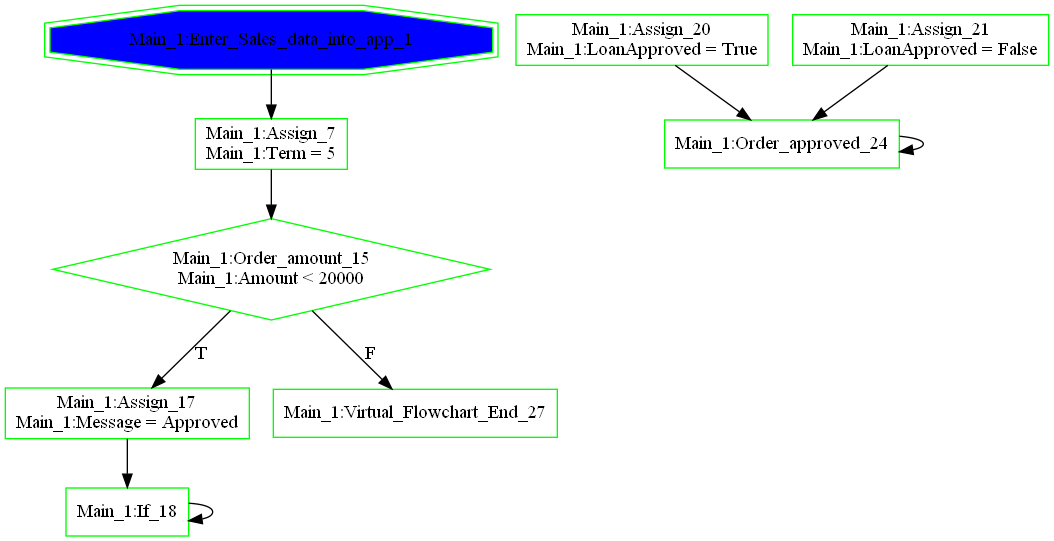 Main_1:Enter_Sales_data_into_app_1
Main_1:Assign_7
Main_1:Term = 5
Main_1:Order_amount_15
Main_1:Amount < 20000
T
F
Main_1:Assign_17
Main_1:Message = Approved
Main_1:Virtual_Flowchart_End_27
Main_1:If_18
Main_1:Assign_20
Main_1:LoanApproved = True
Main_1:Assign_21
Main_1:LoanApproved = False
Main_1:Order_approved_24